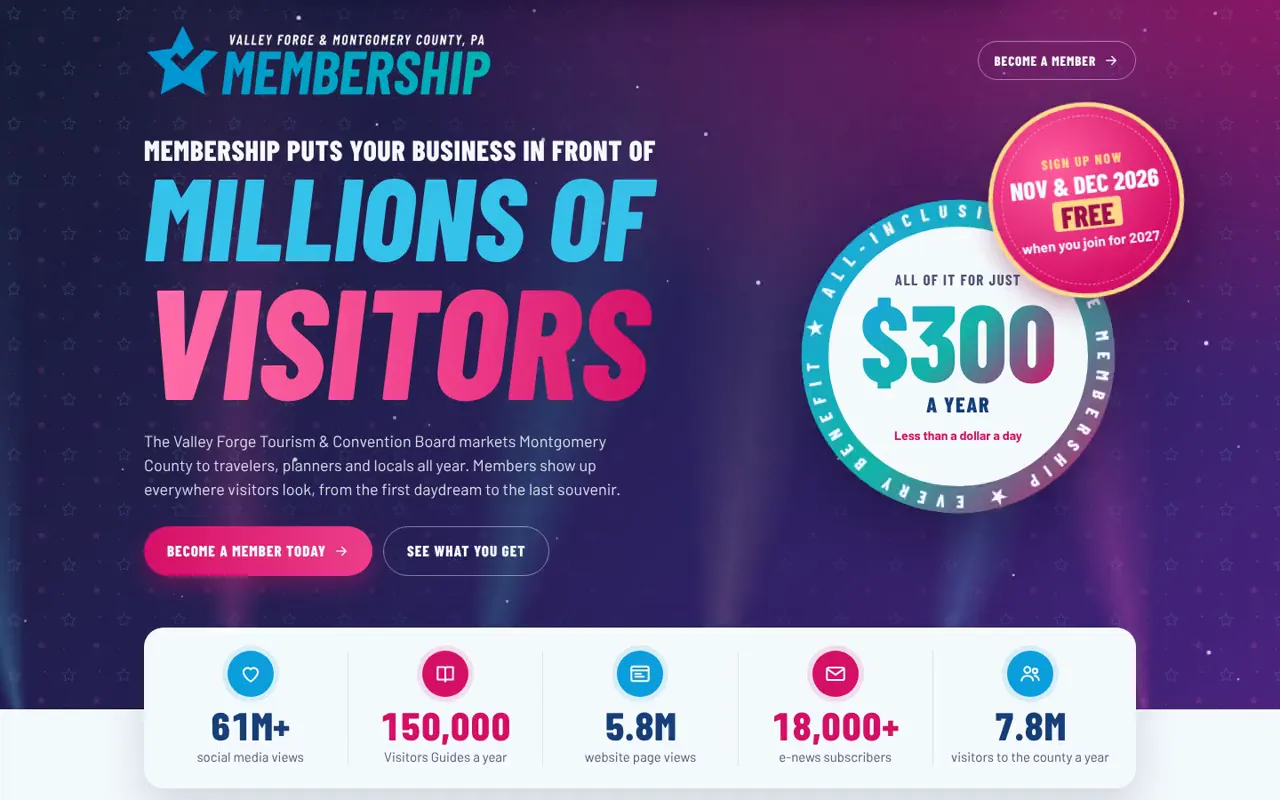 VALLEY FORGE & MONTGOMERY COUNTY, PA
MEMBERSHIP
BECOME A MEMBER
MEMBERSHIP PUTS YOUR BUSINESS IN FRONT OF
MILLIONS OF
VISITORS
The Valley Forge Tourism & Convention Board markets Montgomery
County to travelers, planners and locals all year. Members show up
everywhere visitors look, from the first daydream to the last souvenir.
BECOME A MEMBER TODAY
SEE WHAT YOU GET
SIGN UP NOW
NOV & DEC 2026
FREE
when you join for 2027
ALL-INCLUSI
E MEMBERSHIP ★ EVERY BENEFIT ★
ALL OF IT FOR JUST
$300
A YEAR
Less than a dollar a day
61M+
social media views
150,000
Visitors Guides a year
5.8M
website page views
18,000+
e-news subscribers
7.8M
visitors to the county a year